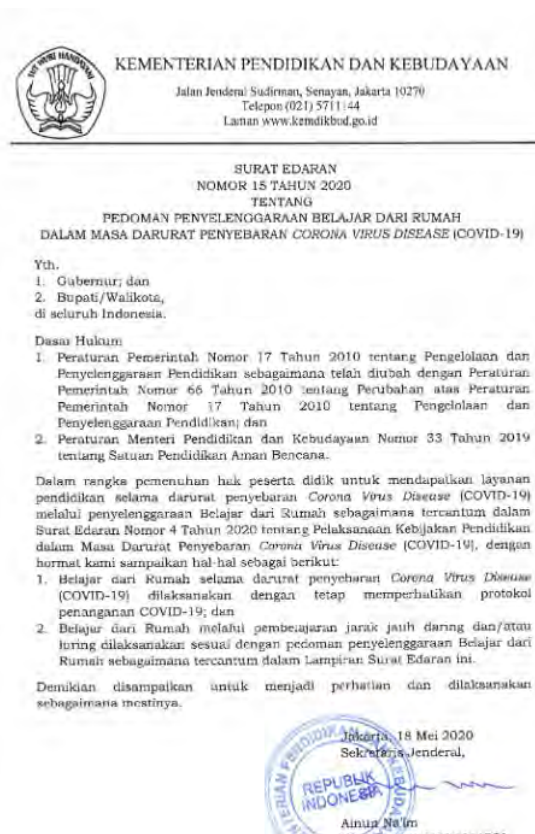 TUT WURI HANDAYANI
KEMENTERIAN PENDIDIKAN DAN KEBUDAYAAN
Jalan Jenderal Sudirman, Senayan, Jakarta 10270
Telepon (021) 5711144
Laman www.kemdikbud.go.id
SURAT EDARAN
NOMOR 15 TAHUN 2020
TENTANG
PEDOMAN PENYELENGGARAAN BELAJAR DARI RUMAH
DALAM MASA DARURAT PENYEBARAN CORONA VIRUS DISEASE (COVID-19)
Yth.
1. Gubernur; dan
2. Bupati/Walikota,
di seluruh Indonesia.
Dasar Hukum
1. Peraturan Pemerintah Nomor 17 Tahun 2010 tentang Pengelolaan dan
Penyelenggaraan Pendidikan sebagaimana telah diubah dengan Peraturan
Pemerintah Nomor 66 Tahun 2010 tentang Perubahan atas Peraturan
Pemerintah Nomor 17 Tahun 2010 tentang Pengelolaan dan
Penyelenggaraan Pendidikan; dan
2. Peraturan Menteri Pendidikan dan Kebudayaan Nomor 33 Tahun 2019
tentang Satuan Pendidikan Aman Bencana.
Dalam rangka pemenuhan hak peserta didik untuk mendapatkan layanan
pendidikan selama darurat penyebaran Corona Virus Disease (COVID-19)
melalui penyelenggaraan Belajar dari Rumah sebagaimana tercantum dalam
Surat Edaran Nomor 4 Tahun 2020 tentang Pelaksanaan Kebijakan Pendidikan
dalam Masa Darurat Penyebaran Corona Virus Disease (COVID-19), dengan
hormat kami sampaikan hal-hal sebagai berikut:
1. Belajar dari Rumah selama darurat penyebaran Corona Virus Disease
(COVID-19) dilaksanakan dengan tetap memperhatikan protokol
penanganan COVID-19; dan
2. Belajar dari Rumah melalui pembelajaran jarak jauh daring dan/atau
luring dilaksanakan sesuai dengan pedoman penyelenggaraan Belajar dari
Rumah sebagaimana tercantum dalam Lampiran Surat Edaran ini.
Demikian disampaikan untuk menjadi perhatian dan dilaksanakan
sebagaimana mestinya.
Jakarta, 18 Mei 2020
Sekretaris Jenderal,
REPUBLIK
INDONESIA
Ainun Na'im